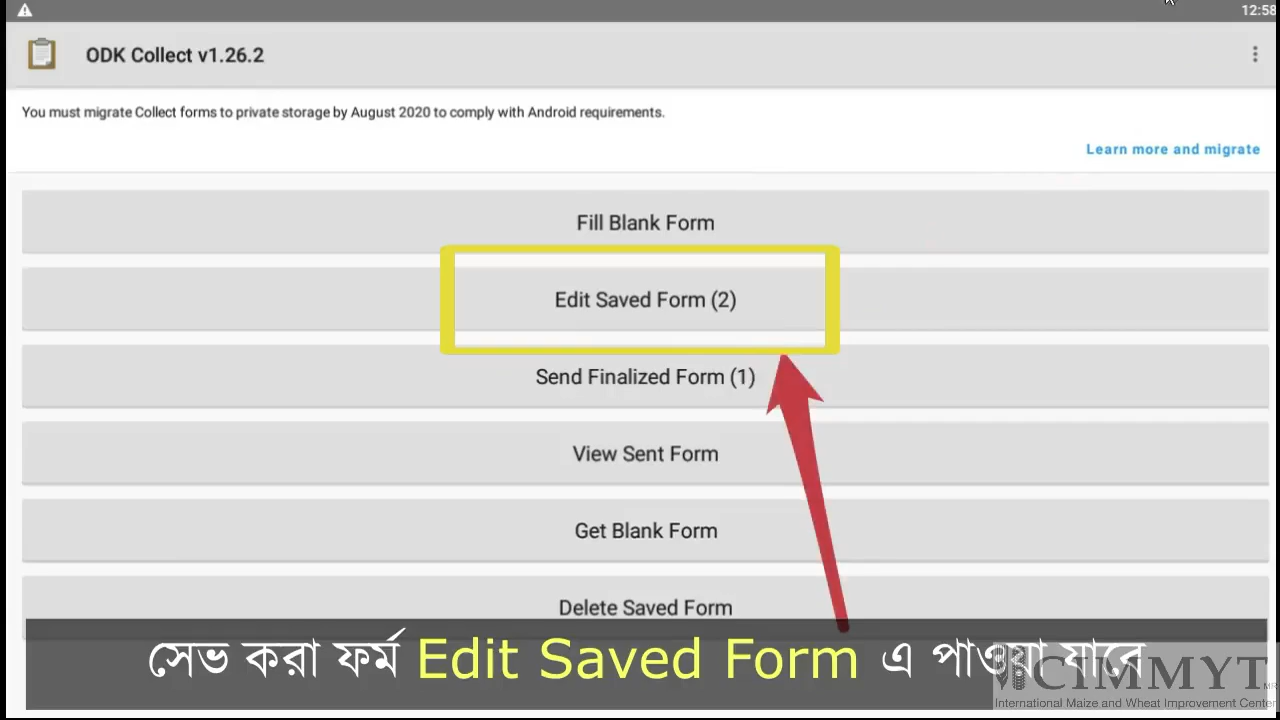 12:58
ODK Collect v1.26.2
You must migrate Collect forms to private storage by August 2020 to comply with Android requirements.
Learn more and migrate
Fill Blank Form
Edit Saved Form (2)
Send Finalized Form (1)
View Sent Form
Get Blank Form
Delete Saved Form
সেভ করা ফর্ম Edit Saved Form এ পাওয়া যাবে
CIMMYT
International Maize and Wheat Improvement Center